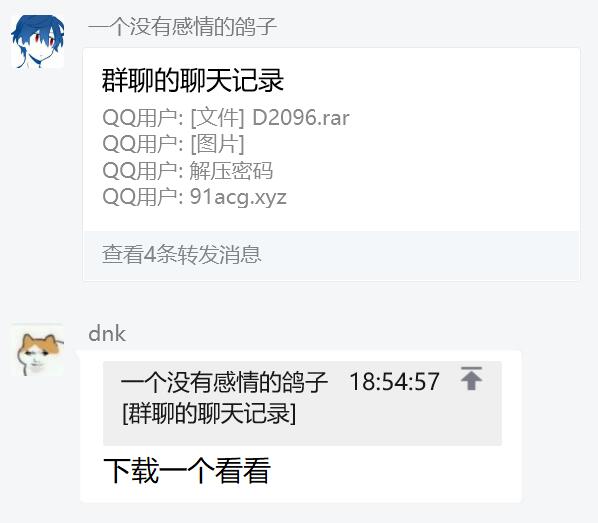 一个没有感情的鸽子
群聊的聊天记录
QQ用户: [文件] D2096.rar
QQ用户: [图片]
QQ用户: 解压密码
QQ用户: 91acg.xyz
查看4条转发消息
dnk
一个没有感情的鸽子 18:54:57
[群聊的聊天记录]
下载一个看看